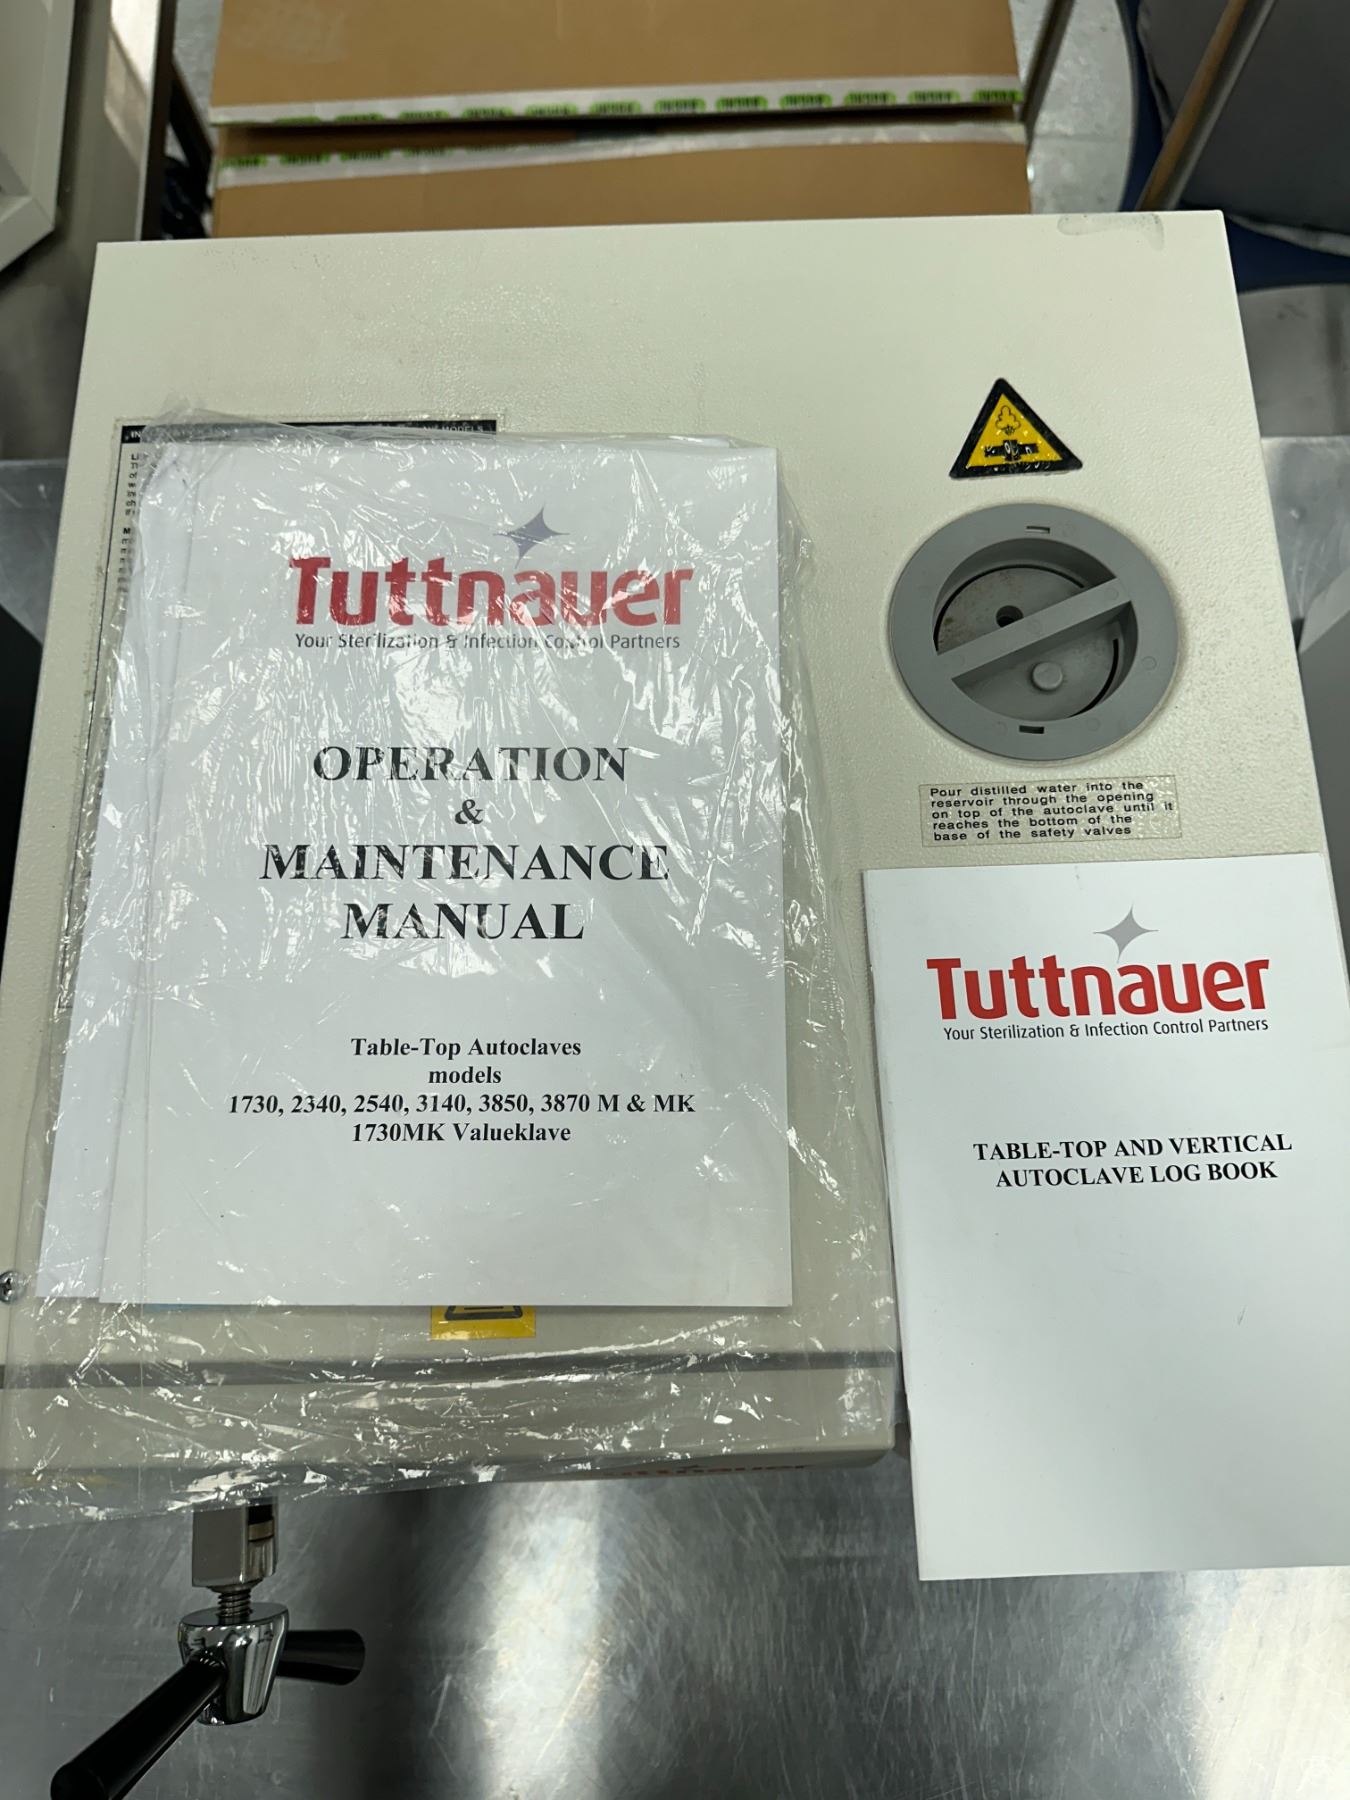 MODELS
Tuttnauer
Your Sterilization & Infection Control Partners
OPERATION
&
MAINTENANCE
MANUAL
Table-Top Autoclaves
models
1730, 2340, 2540, 3140, 3850, 3870 M & MK
1730MK Valueklave
Pour distilled water into the
reservoir through the opening
on top of the autoclave until it
reaches the bottom of the
base of the safety valves
Tuttnauer
Your Sterilization & Infection Control Partners
TABLE-TOP AND VERTICAL
AUTOCLAVE LOG BOOK
Tuttnauer